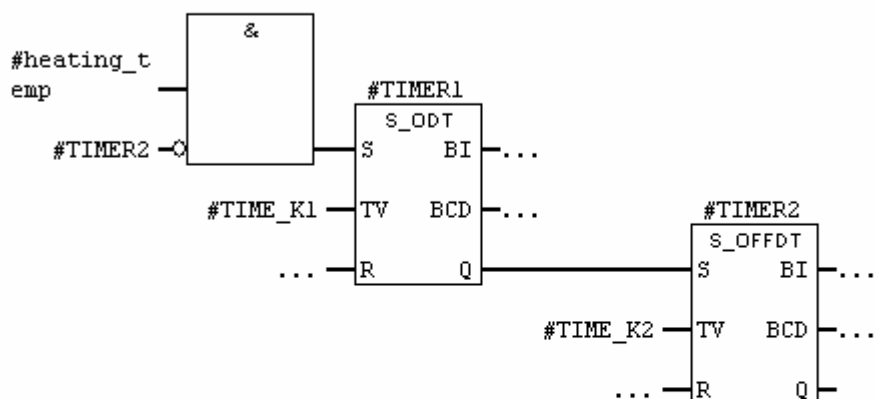 &
#heating_t
emp
#TIMER2
#TIMER1
S_ODT
S BI ...
#TIME_K1 TV BCD ...
... R Q
#TIMER2
S_OFFDT
S BI ...
#TIME_K2 TV BCD ...
... R Q